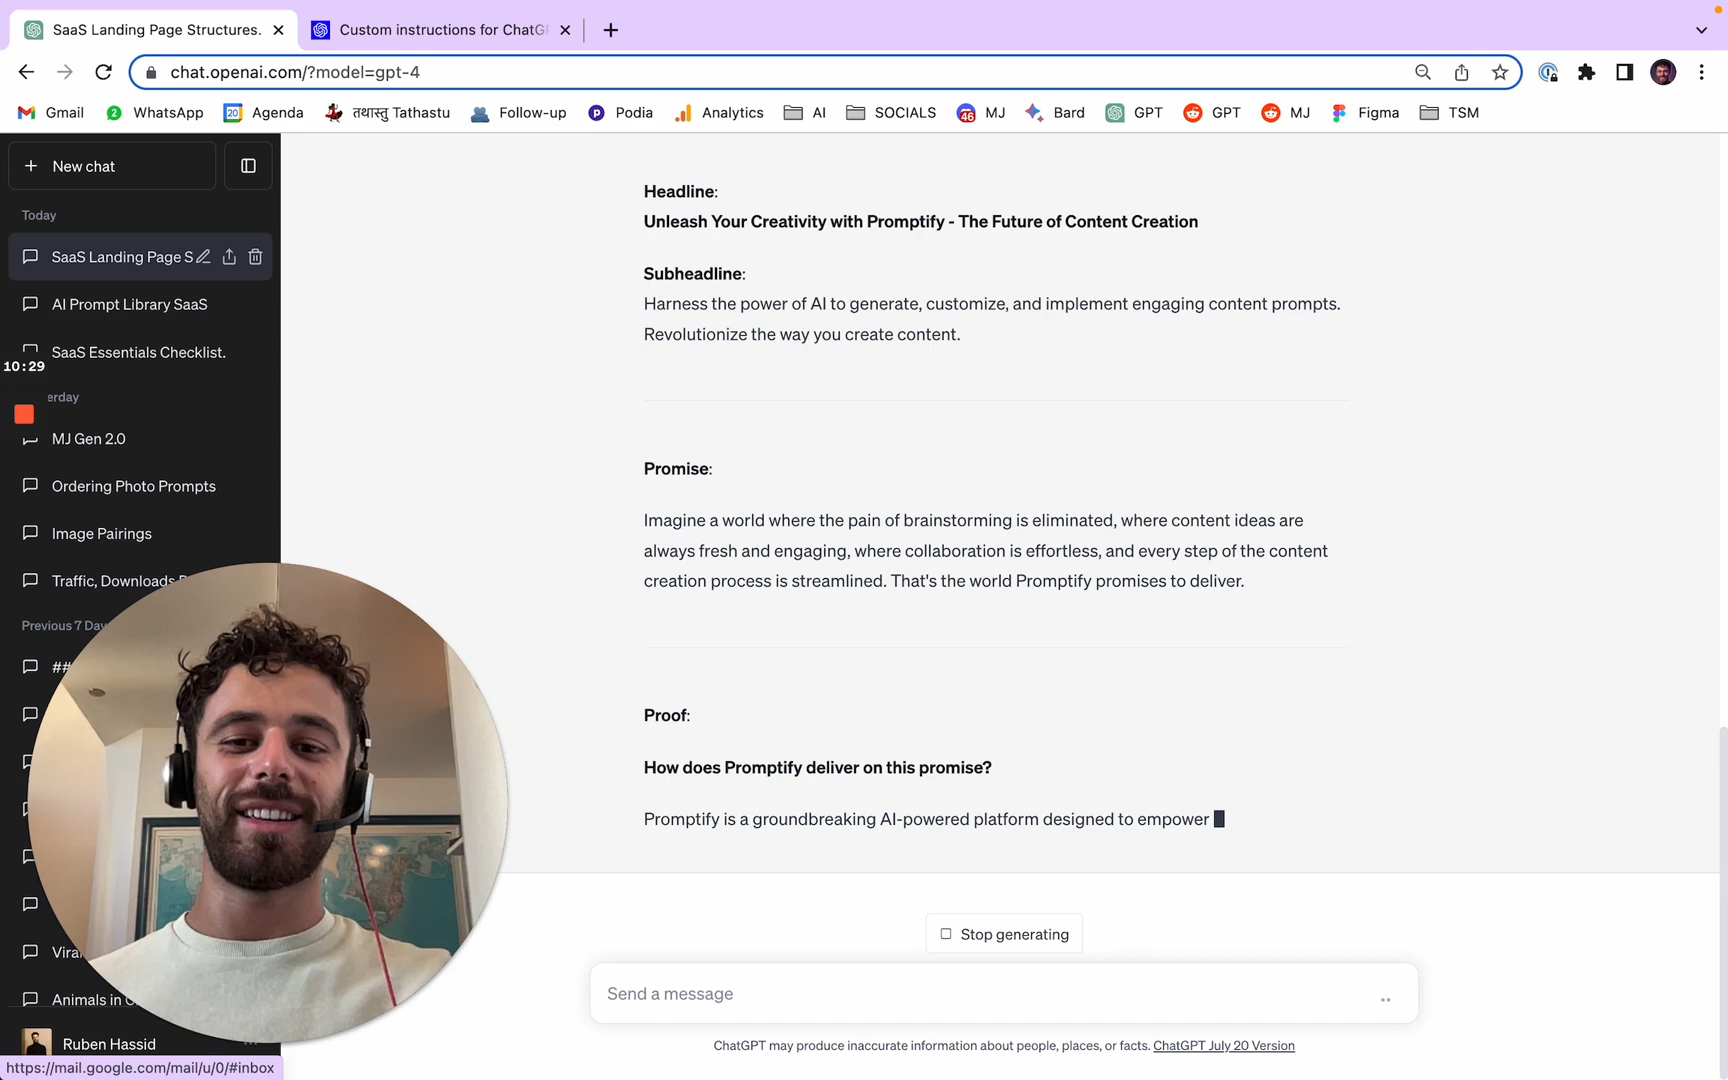 SaaS Landing Page Structures.
Custom instructions for ChatGP
chat.openai.com/?model=gpt-4
Gmail
2
WhatsApp
20
Agenda
तथास्तु Tathastu
Follow-up
Podia
Analytics
AI
SOCIALS
46
MJ
Bard
GPT
GPT
MJ
Figma
TSM
New chat
Today
SaaS Landing Page S
AI Prompt Library SaaS
SaaS Essentials Checklist.
10:29
erday
MJ Gen 2.0
Ordering Photo Prompts
Image Pairings
Traffic, Downloads
Previous 7 Day
##
Viral
Animals in
Ruben Hassid
https://mail.google.com/mail/u/0/#inbox
Headline:
Unleash Your Creativity with Promptify - The Future of Content Creation
Subheadline:
Harness the power of AI to generate, customize, and implement engaging content prompts.
Revolutionize the way you create content.
Promise:
Imagine a world where the pain of brainstorming is eliminated, where content ideas are
always fresh and engaging, where collaboration is effortless, and every step of the content
creation process is streamlined. That's the world Promptify promises to deliver.
Proof:
How does Promptify deliver on this promise?
Promptify is a groundbreaking AI-powered platform designed to empower
Stop generating
Send a message
ChatGPT may produce inaccurate information about people, places, or facts. ChatGPT July 20 Version